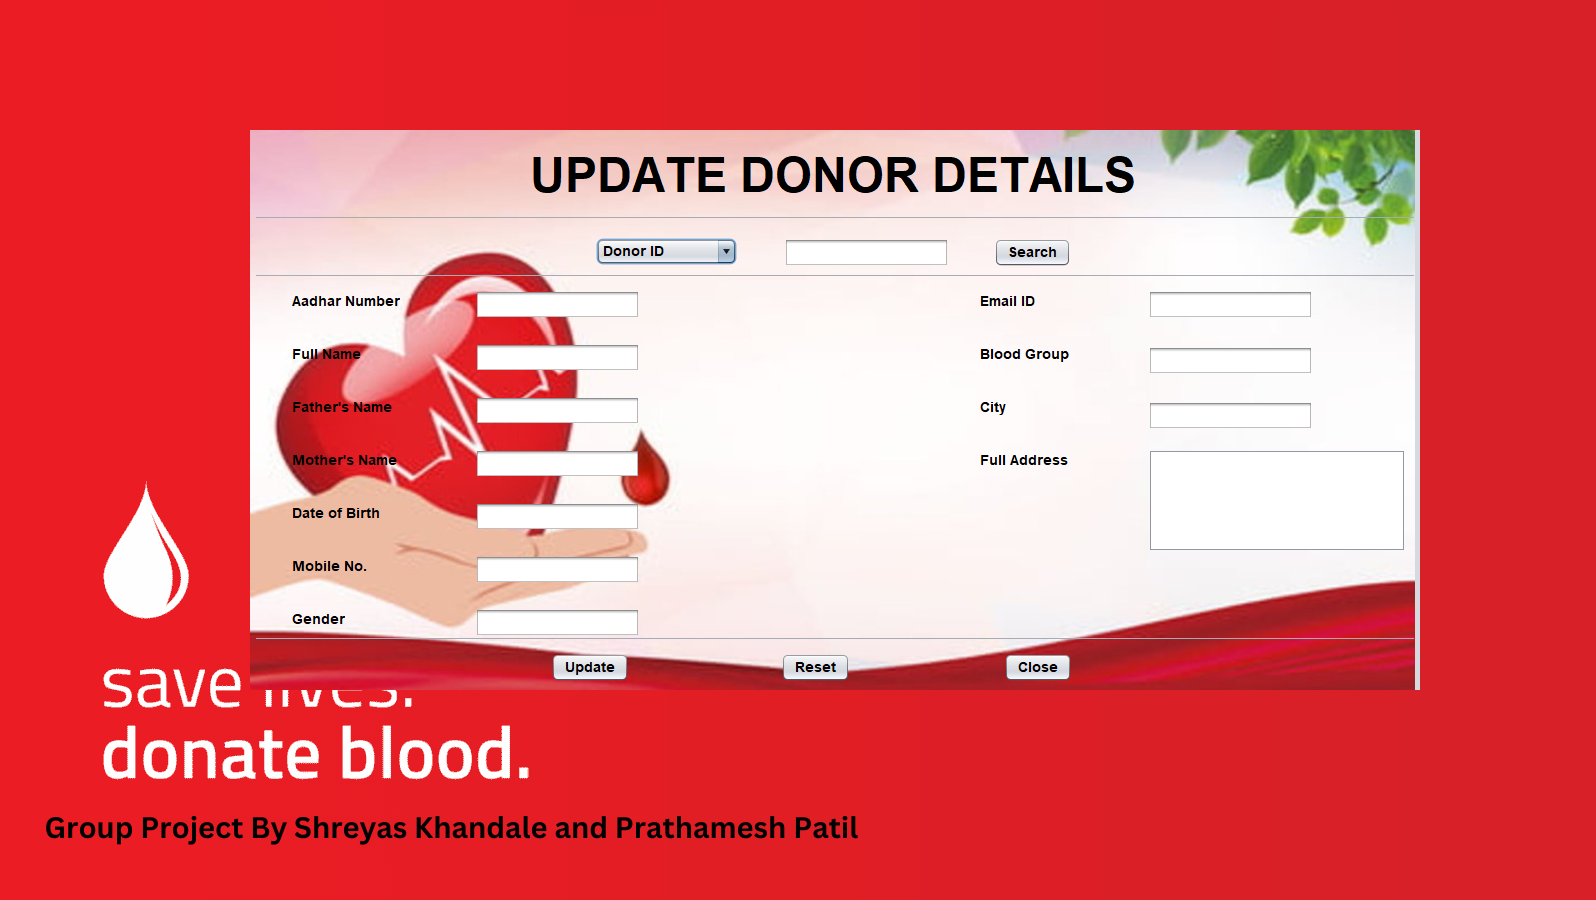 UPDATE DONOR DETAILS
Donor ID
Search
Aadhar Number
Full Name
Father's Name
Mother's Name
Date of Birth
Mobile No.
Gender
Email ID
Blood Group
City
Full Address
Update
Reset
Close
save lives.
donate blood.
Group Project By Shreyas Khandale and Prathamesh Patil